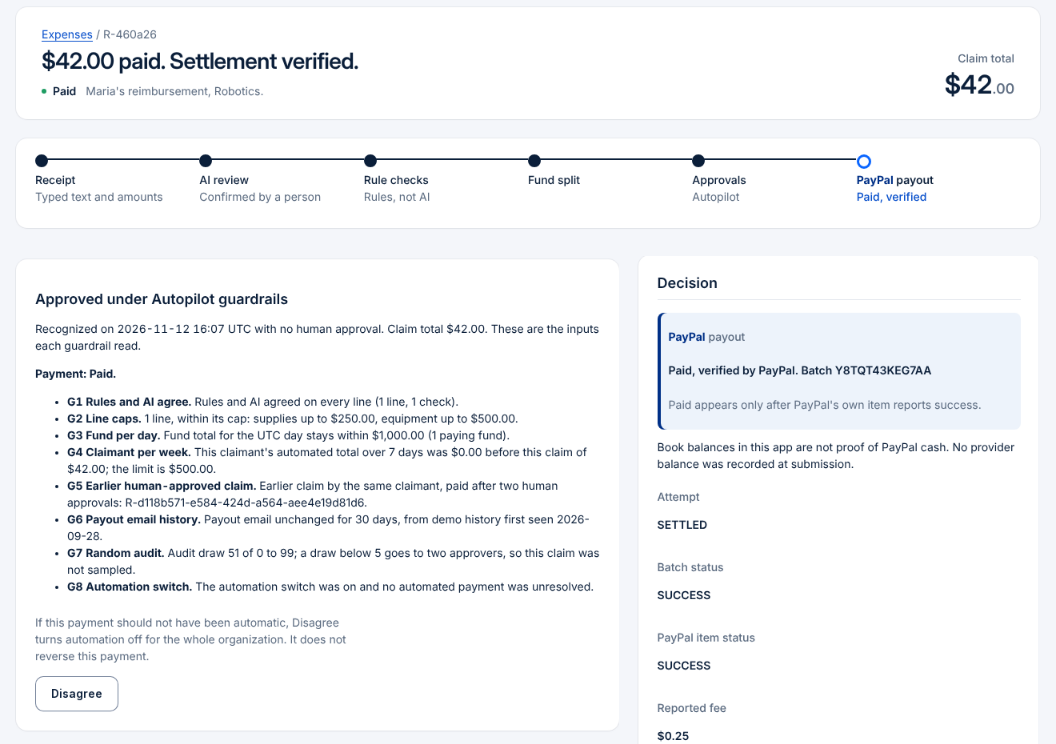 Expenses / R-460a26
$42.00 paid. Settlement verified.
Paid Maria's reimbursement, Robotics.
Claim total
$42.00
Receipt
Typed text and amounts
AI review
Confirmed by a person
Rule checks
Rules, not AI
Fund split
Approvals
Autopilot
PayPal payout
Paid, verified
Approved under Autopilot guardrails
Recognized on 2026-11-12 16:07 UTC with no human approval. Claim total $42.00. These are the inputs
each guardrail read.
Payment: Paid.
• G1 Rules and AI agree. Rules and AI agreed on every line (1 line, 1 check).
• G2 Line caps. 1 line, within its cap: supplies up to $250.00, equipment up to $500.00.
• G3 Fund per day. Fund total for the UTC day stays within $1,000.00 (1 paying fund).
• G4 Claimant per week. This claimant's automated total over 7 days was $0.00 before this claim of
$42.00; the limit is $500.00.
• G5 Earlier human-approved claim. Earlier claim by the same claimant, paid after two human
approvals: R-d118b571-e584-424d-a564-aee4e19d81d6.
• G6 Payout email history. Payout email unchanged for 30 days, from demo history first seen 2026-
09-28.
• G7 Random audit. Audit draw 51 of 0 to 99; a draw below 5 goes to two approvers, so this claim was
not sampled.
• G8 Automation switch. The automation switch was on and no automated payment was unresolved.
If this payment should not have been automatic, Disagree
turns automation off for the whole organization. It does not
reverse this payment.
Disagree
Decision
PayPal payout
Paid, verified by PayPal. Batch Y8TQT43KEG7AA
Paid appears only after PayPal's own item reports success.
Book balances in this app are not proof of PayPal cash. No provider
balance was recorded at submission.
Attempt
SETTLED
Batch status
SUCCESS
PayPal item status
SUCCESS
Reported fee
$0.25